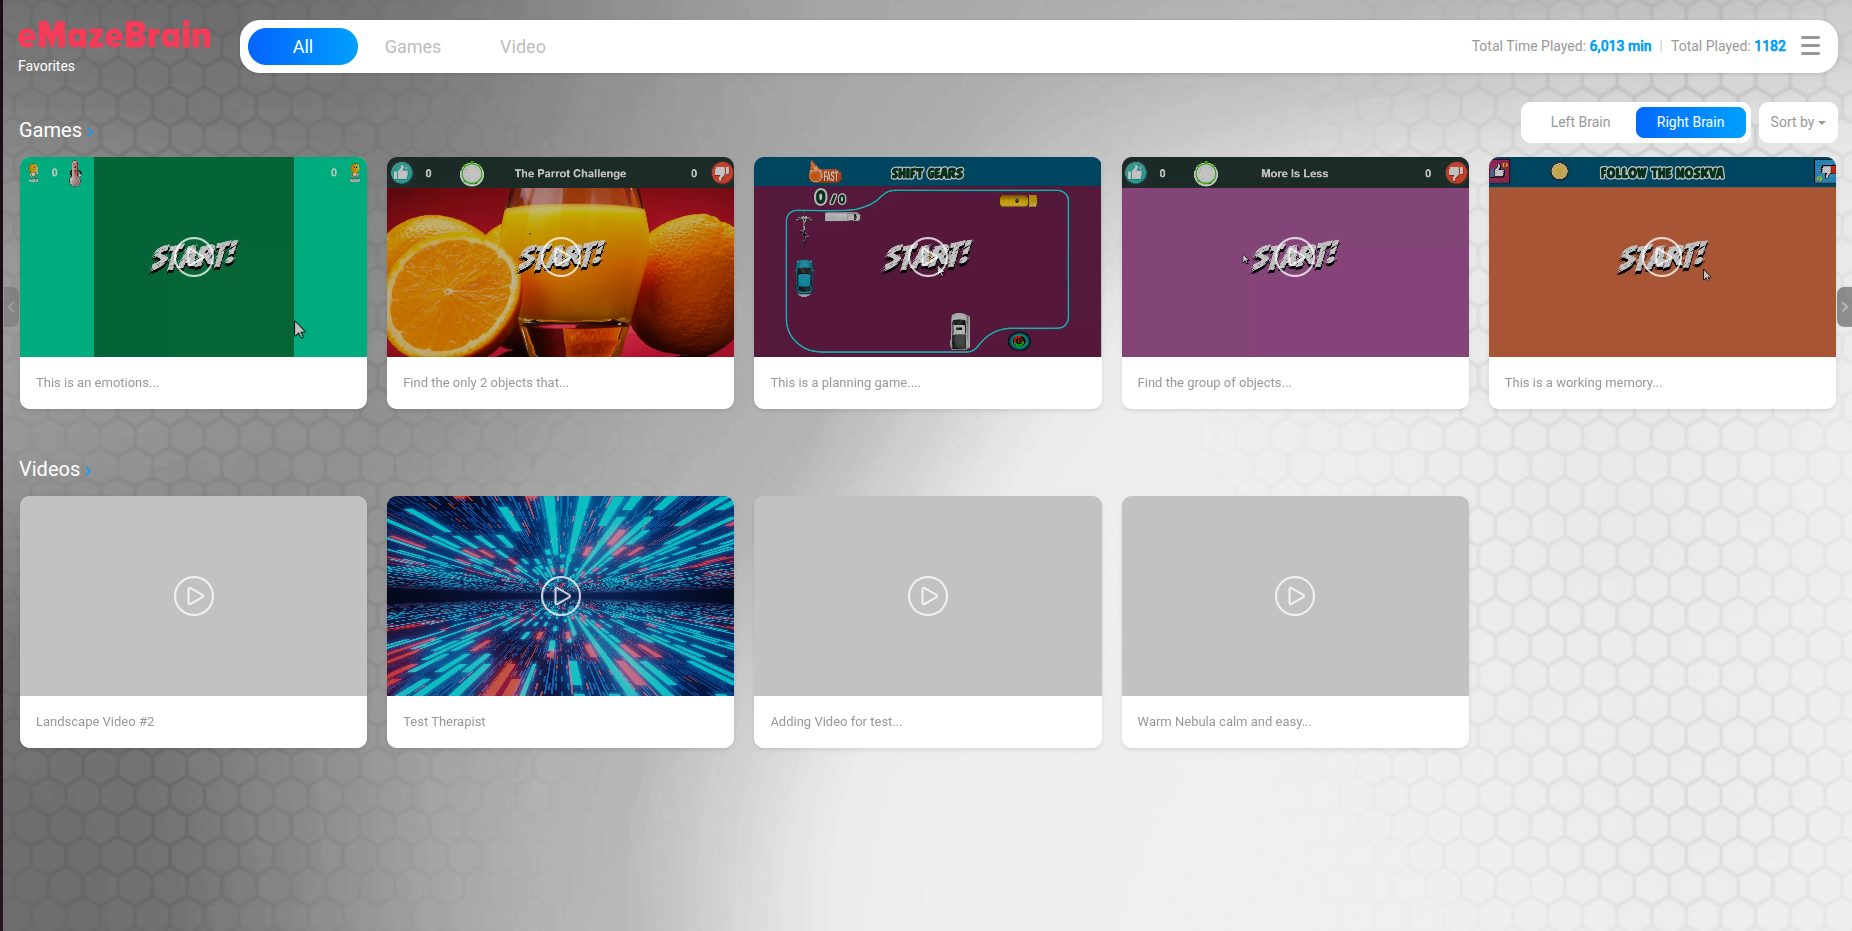 eMazeBrain
Favorites
All
Games
Video
Total Time Played: 6,013 min | Total Played: 1182
Games
Left Brain
Right Brain
Sort by
0
0
START!
This is an emotions...
0
The Parrot Challenge
0
START!
Find the only 2 objects that...
FAST
SHIFT GEARS
0/0
START!
This is a planning game....
0
More Is Less
0
START!
Find the group of objects...
FOLLOW THE MOSKVA
START!
This is a working memory...
Videos
Landscape Video #2
Test Therapist
Adding Video for test...
Warm Nebula calm and easy...